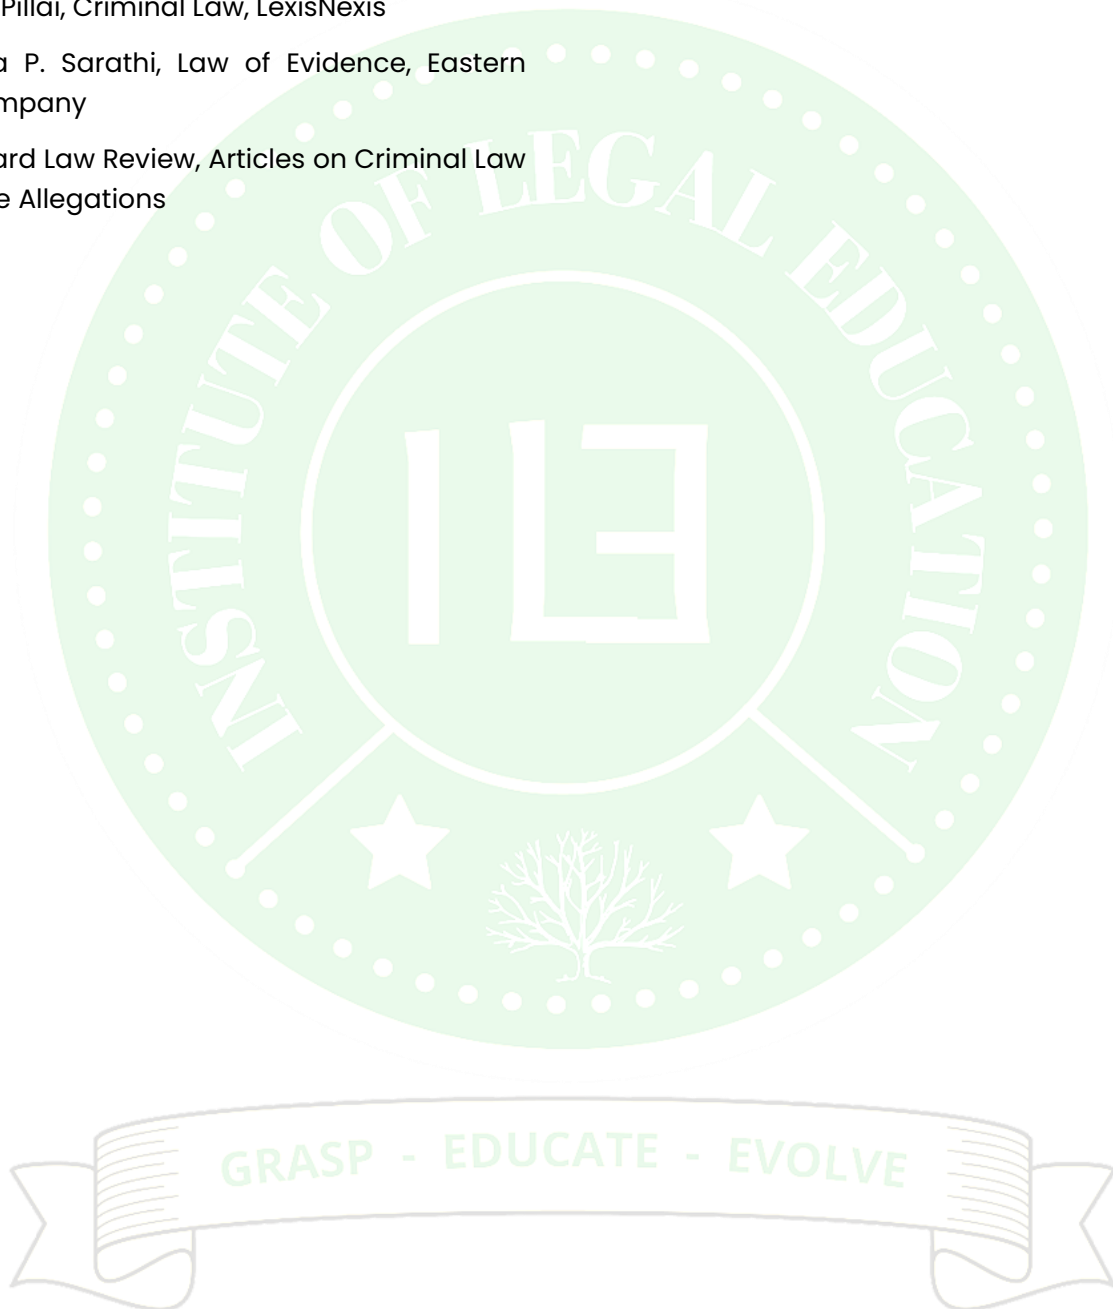 Pillai, Criminal Law, LexisNexis
a P. Sarathi, Law of Evidence, Eastern
mpany
ard Law Review, Articles on Criminal Law
e Allegations
INSTITUTE OF LEGAL EDUCATION
ILE
GRASP - EDUCATE - EVOLVE